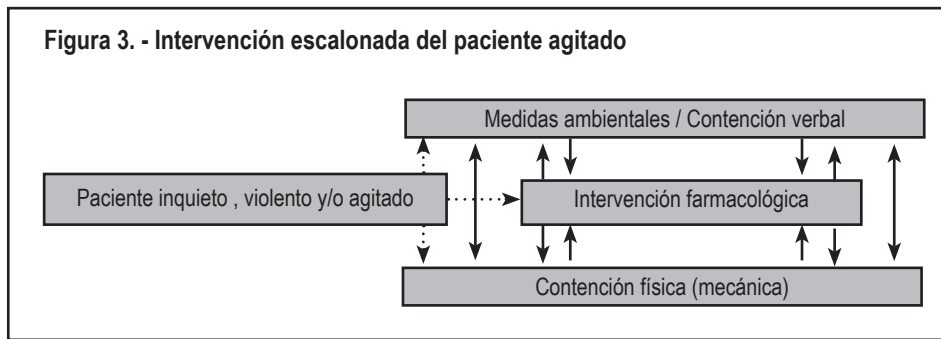 Figura 3. - Intervención escalonada del paciente agitado
Medidas ambientales / Contención verbal
Paciente inquieto , violento y/o agitado
Intervención farmacológica
Contención física (mecánica)